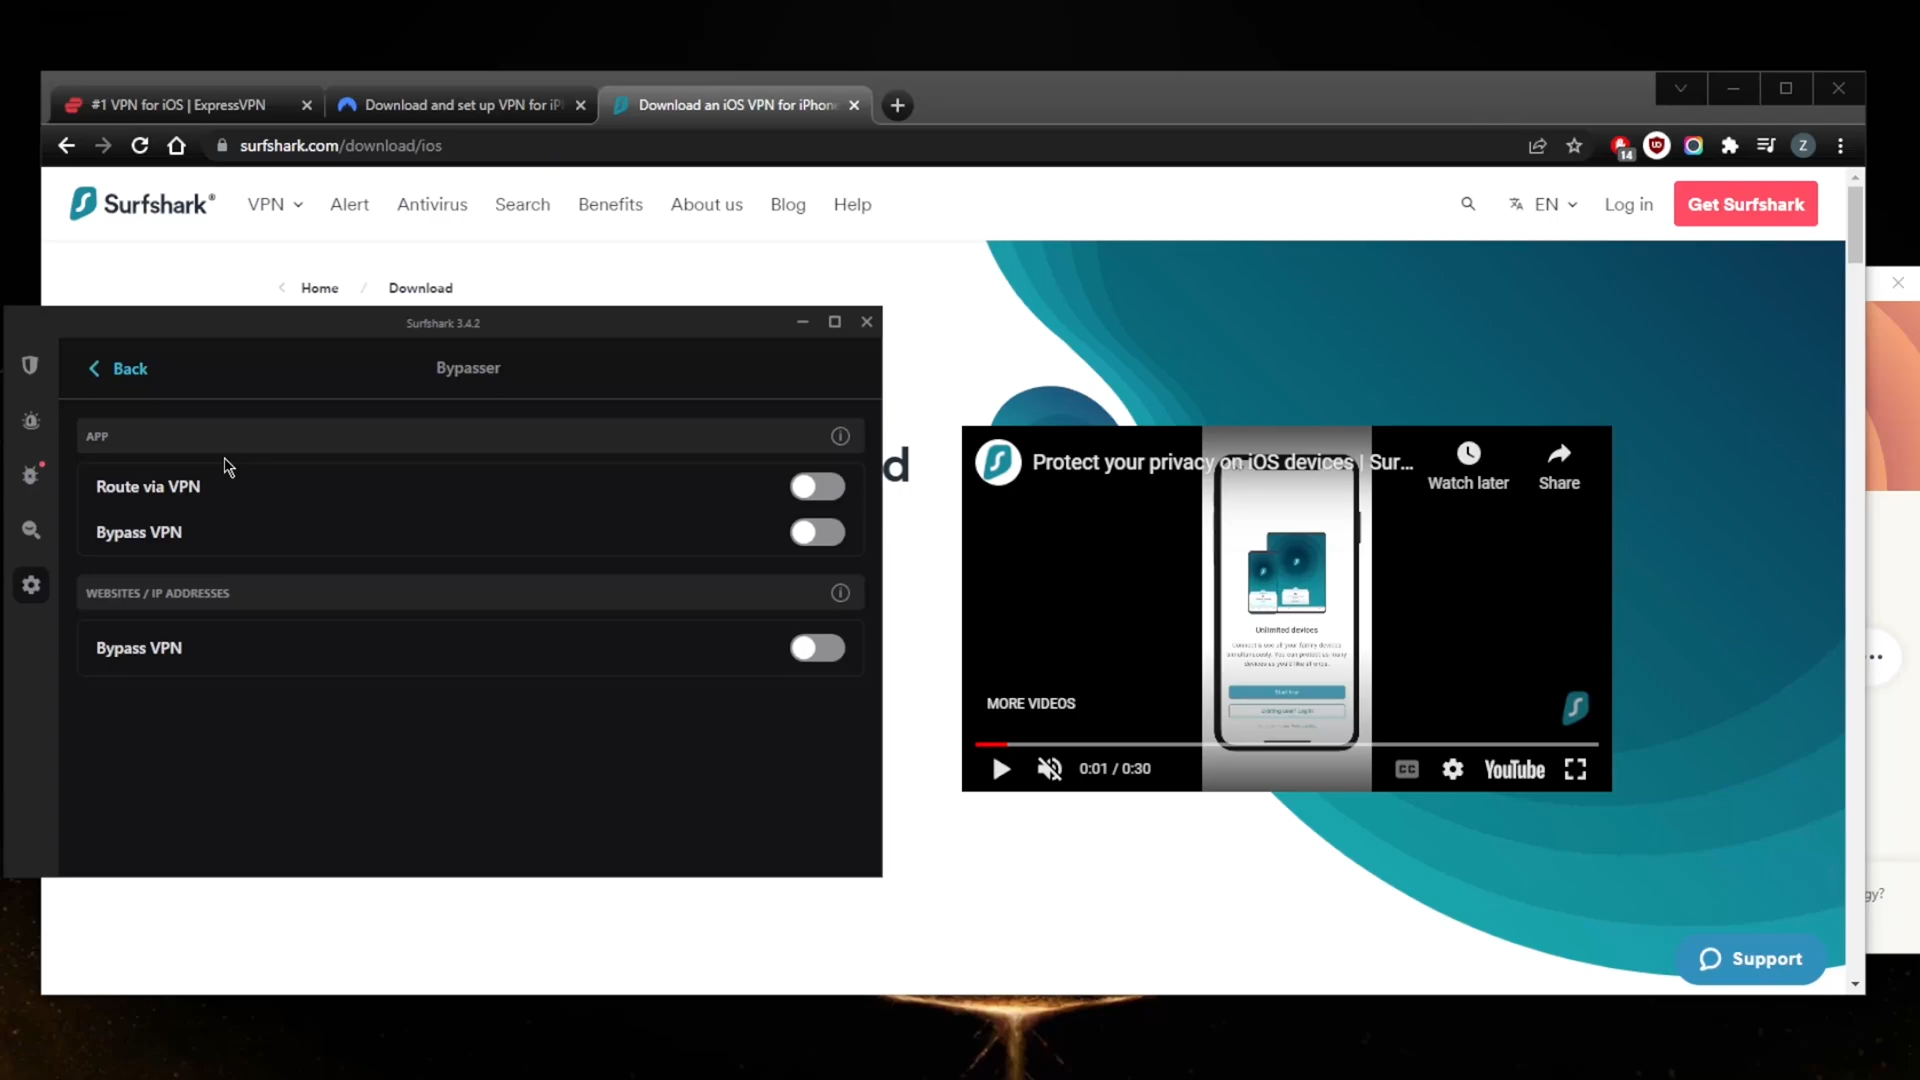 #1 VPN for iOS | ExpressVPN
Download and set up VPN for iP
Download an iOS VPN for iPhon
surfshark.com/download/ios
14
Z
Surfshark®
VPN
Alert
Antivirus
Search
Benefits
About us
Blog
Help
EN
Log in
Get Surfshark
Home / Download
Surfshark 3.4.2
Back
Bypasser
APP
Route via VPN
Bypass VPN
WEBSITES / IP ADDRESSES
Bypass VPN
d
Protect your privacy on iOS devices | Sur...
Watch later
Share
Unlimited devices
MORE VIDEOS
0:01 / 0:30
CC
YouTube
gy?
Support